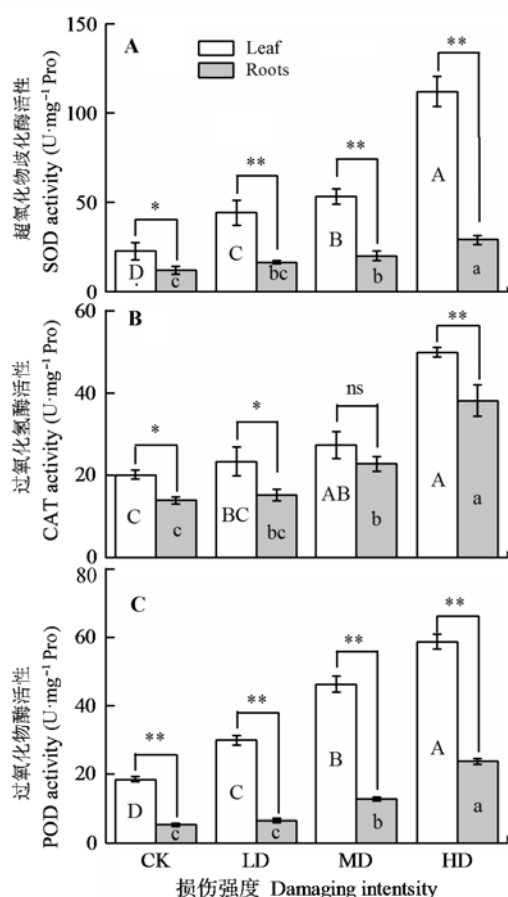 超氧化物歧化酶活性
SOD activity (U·mg⁻¹ Pro)
150
100
50
0
A
Leaf
Roots
*
**
**
**
D
c
C
bc
B
b
A
a
过氧化氢酶活性
CAT activity (U·mg⁻¹ Pro)
60
40
20
0
B
*
*
ns
**
C
c
BC
bc
AB
b
A
a
过氧化物酶活性
POD activity (U·mg⁻¹ Pro)
80
60
40
20
0
C
**
**
**
**
D
c
C
c
B
b
A
a
CK
LD
MD
HD
损伤强度 Damaging intentsity